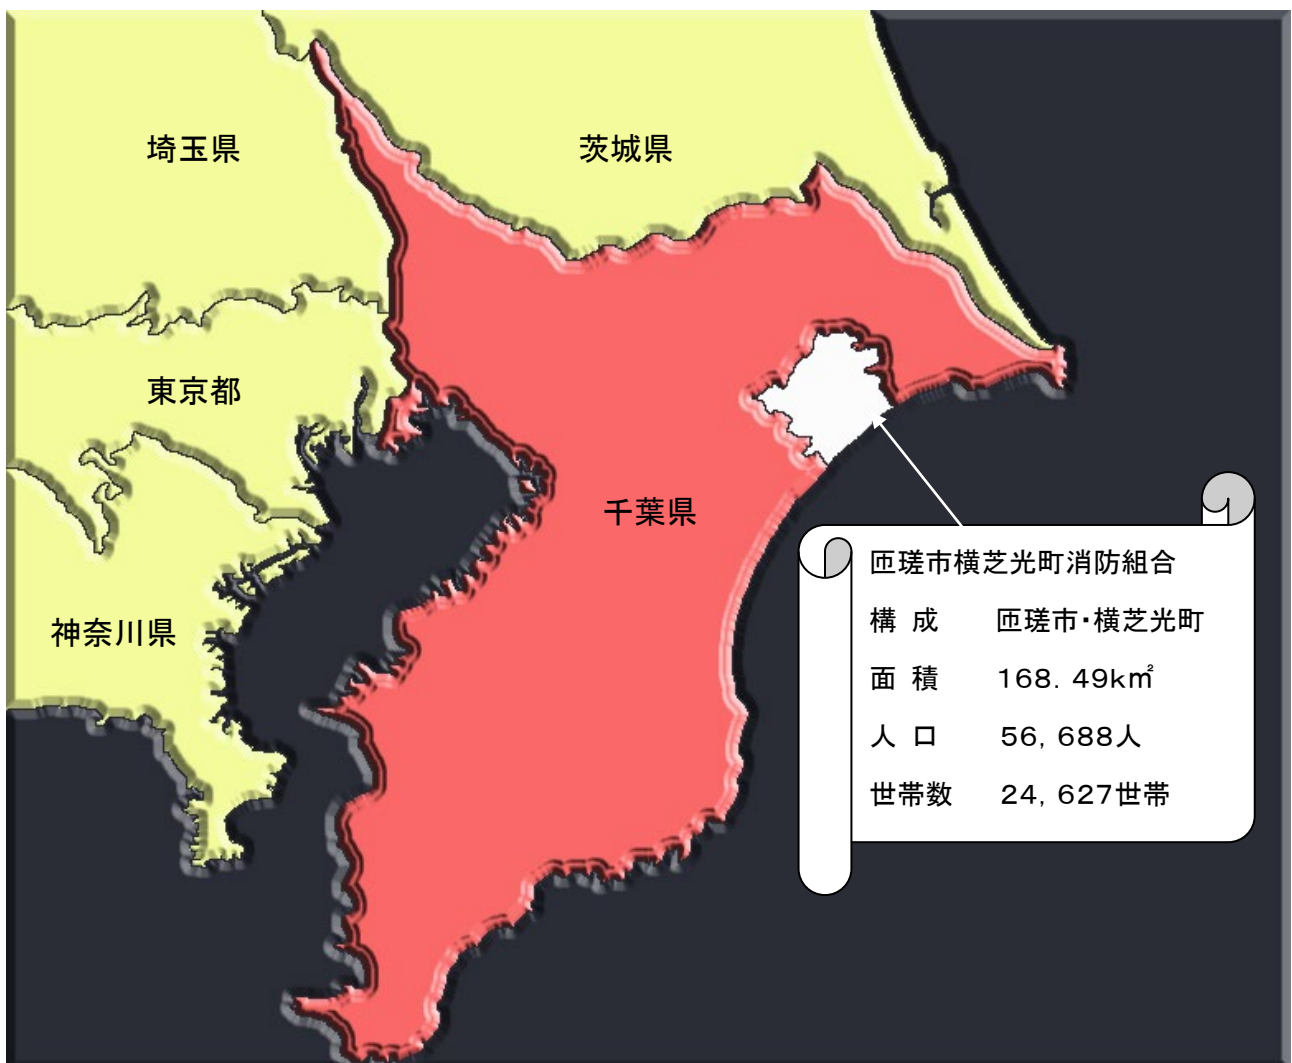 埼玉県
茨城県
東京都
千葉県
神奈川県
匝瑳市横芝光町消防組合
構 成 匝瑳市・横芝光町
面 積 168．49k㎡
人 口 56，688人
世帯数 24，627世帯